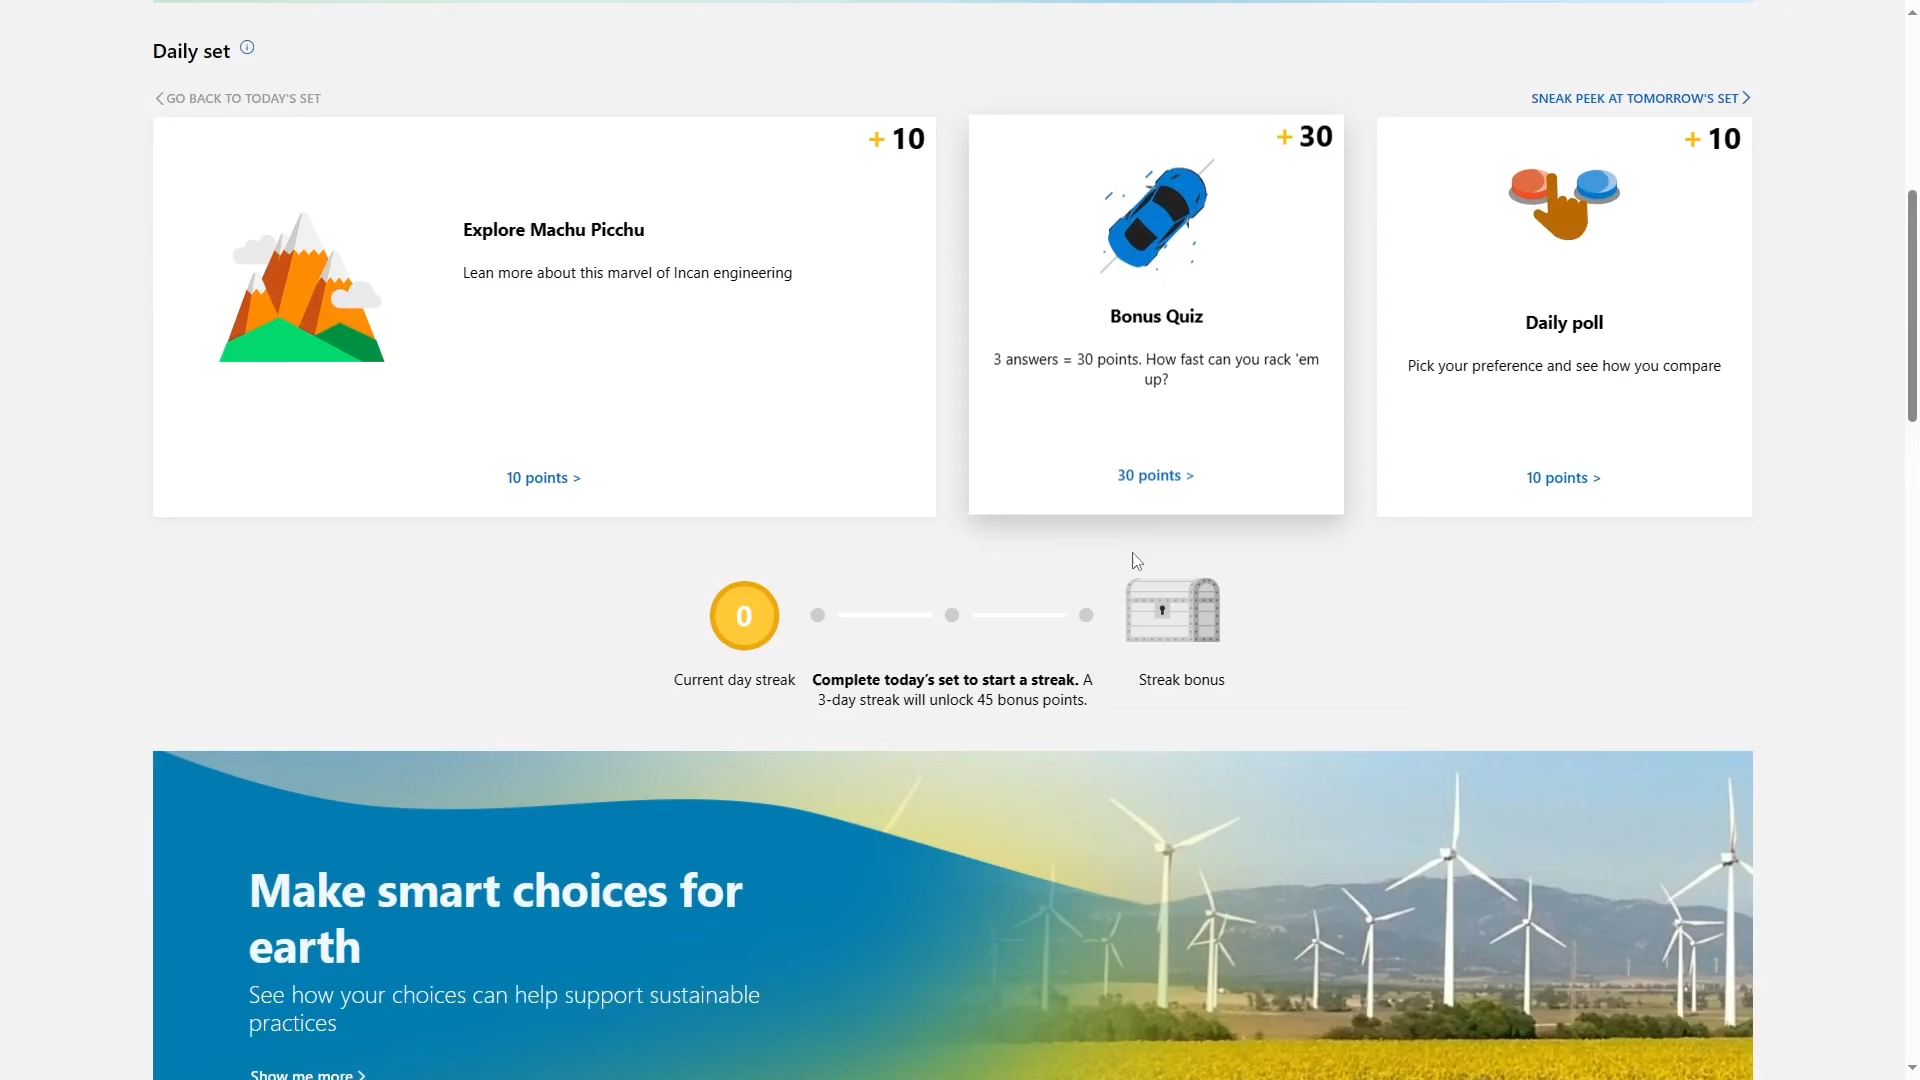 Daily set
GO BACK TO TODAY'S SET
SNEAK PEEK AT TOMORROW'S SET
+ 10
Explore Machu Picchu
Lean more about this marvel of Incan engineering
10 points >
+ 30
Bonus Quiz
3 answers = 30 points. How fast can you rack 'em
up?
30 points >
+ 10
Daily poll
Pick your preference and see how you compare
10 points >
0
Current day streak
Complete today's set to start a streak. A
3-day streak will unlock 45 bonus points.
Streak bonus
Make smart choices for
earth
See how your choices can help support sustainable
practices
Show me more >